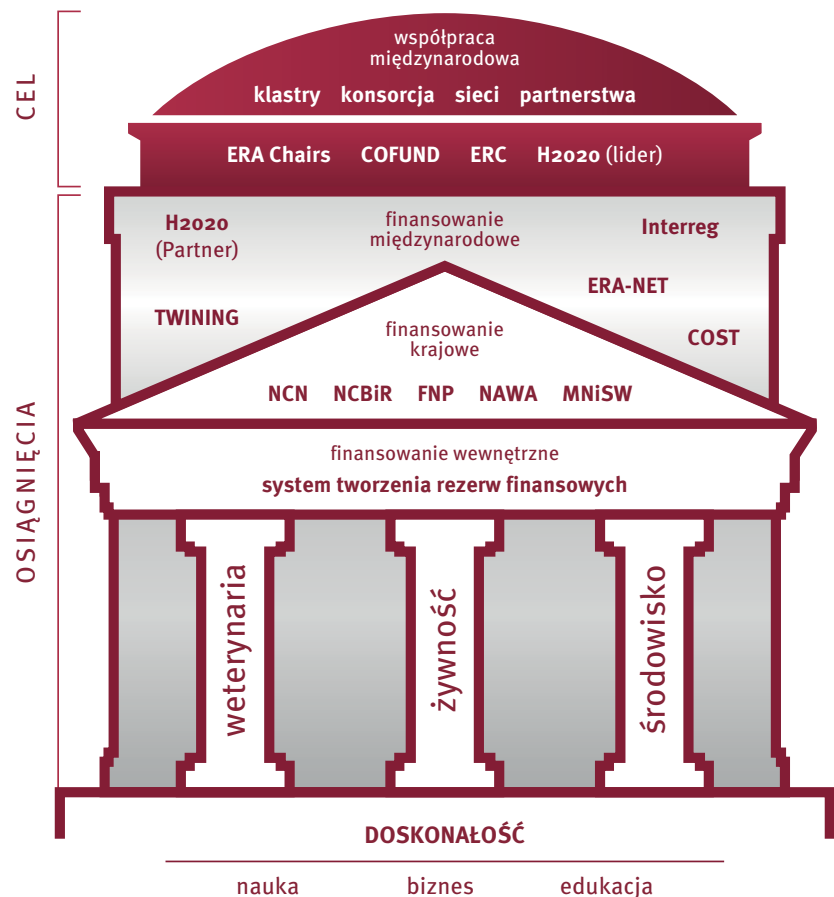 CEL
współpraca
międzynarodowa
klastry konsorcja sieci partnerstwa
ERA Chairs COFUND ERC H2020 (lider)
OSIĄGNIĘCIA
H2020
(Partner)
finansowanie
międzynarodowe
Interreg
ERA-NET
TWINING
COST
finansowanie
krajowe
NCN NCBiR FNP NAWA MNiSW
finansowanie wewnętrzne
system tworzenia rezerw finansowych
weterynaria
żywność
środowisko
DOSKONAŁOŚĆ
nauka biznes edukacja